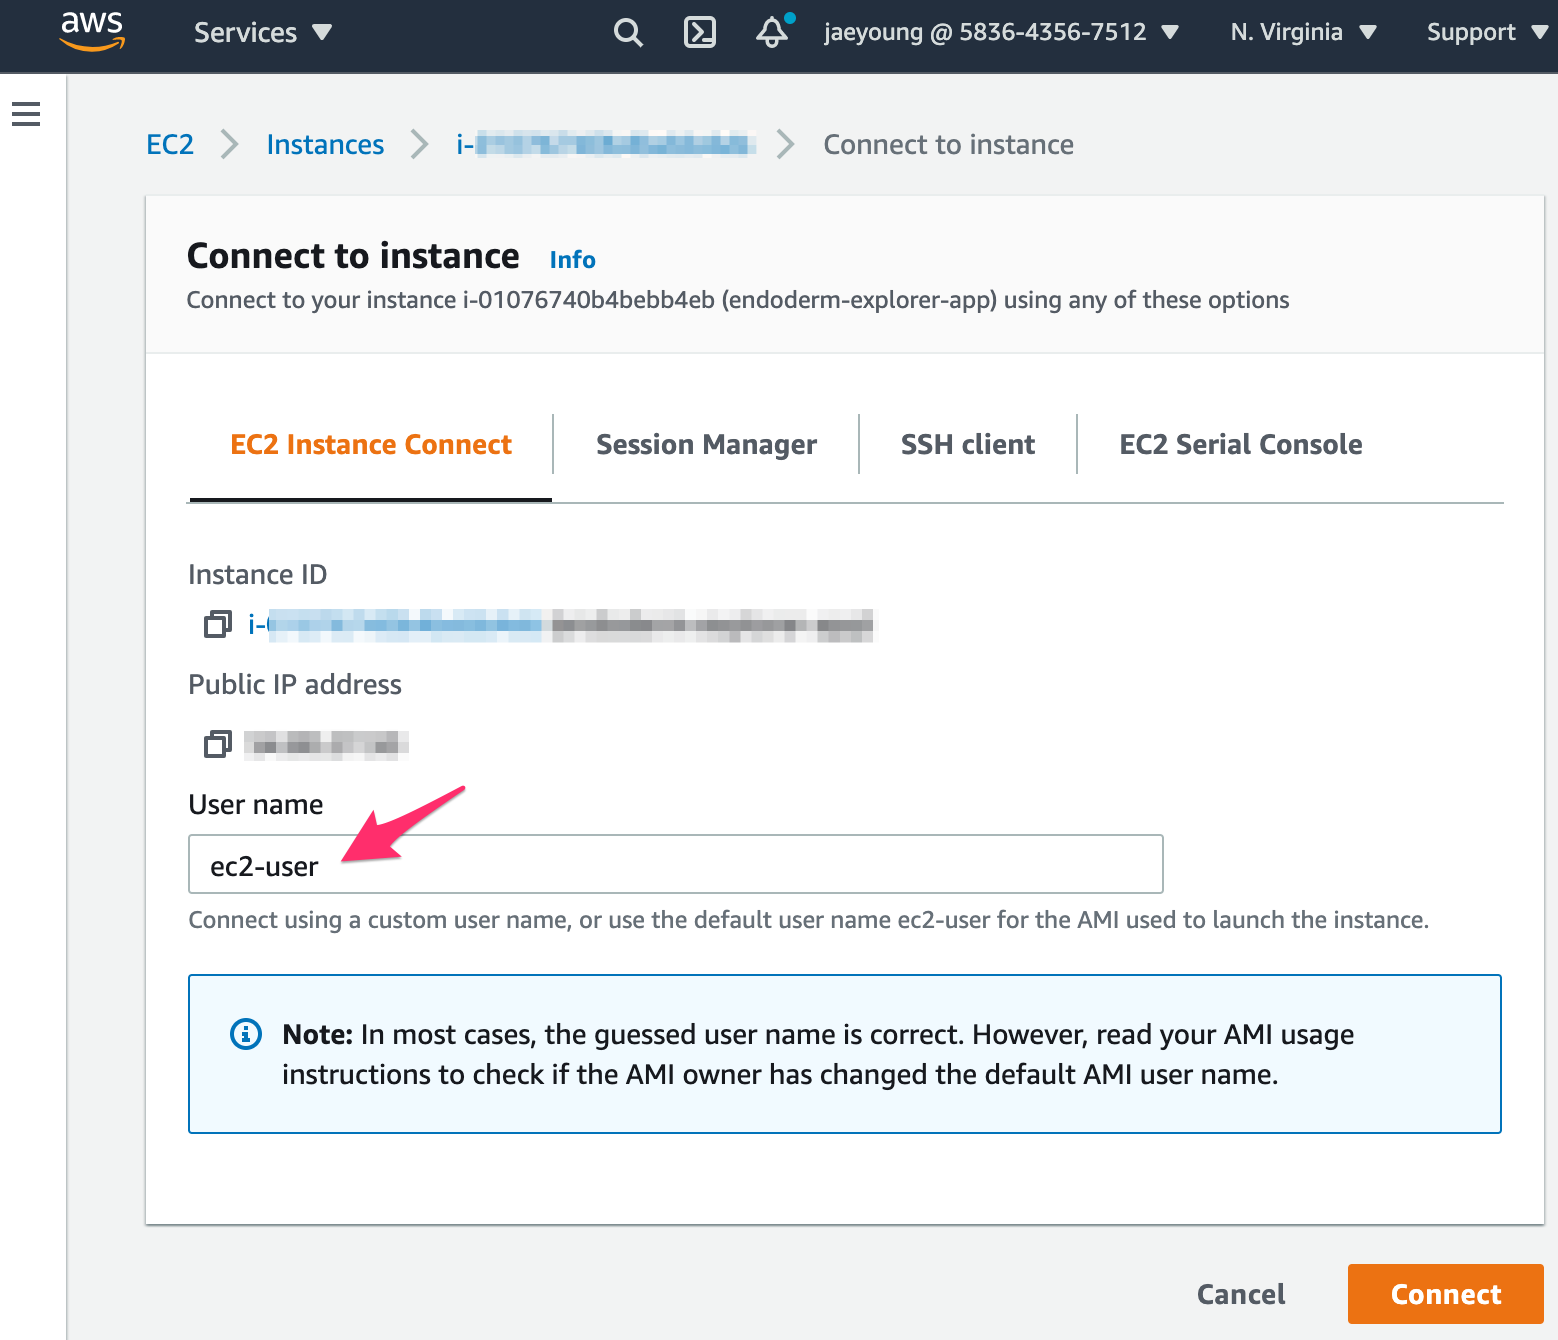 aws Services jaeyoung @ 5836-4356-7512 N. Virginia Support
EC2 Instances i- Connect to instance
Connect to instance Info
Connect to your instance i-01076740b4bebb4eb (endoderm-explorer-app) using any of these options
EC2 Instance Connect Session Manager SSH client EC2 Serial Console
Instance ID
i-
Public IP address
User name
ec2-user
Connect using a custom user name, or use the default user name ec2-user for the AMI used to launch the instance.
Note: In most cases, the guessed user name is correct. However, read your AMI usage
instructions to check if the AMI owner has changed the default AMI user name.
Cancel Connect